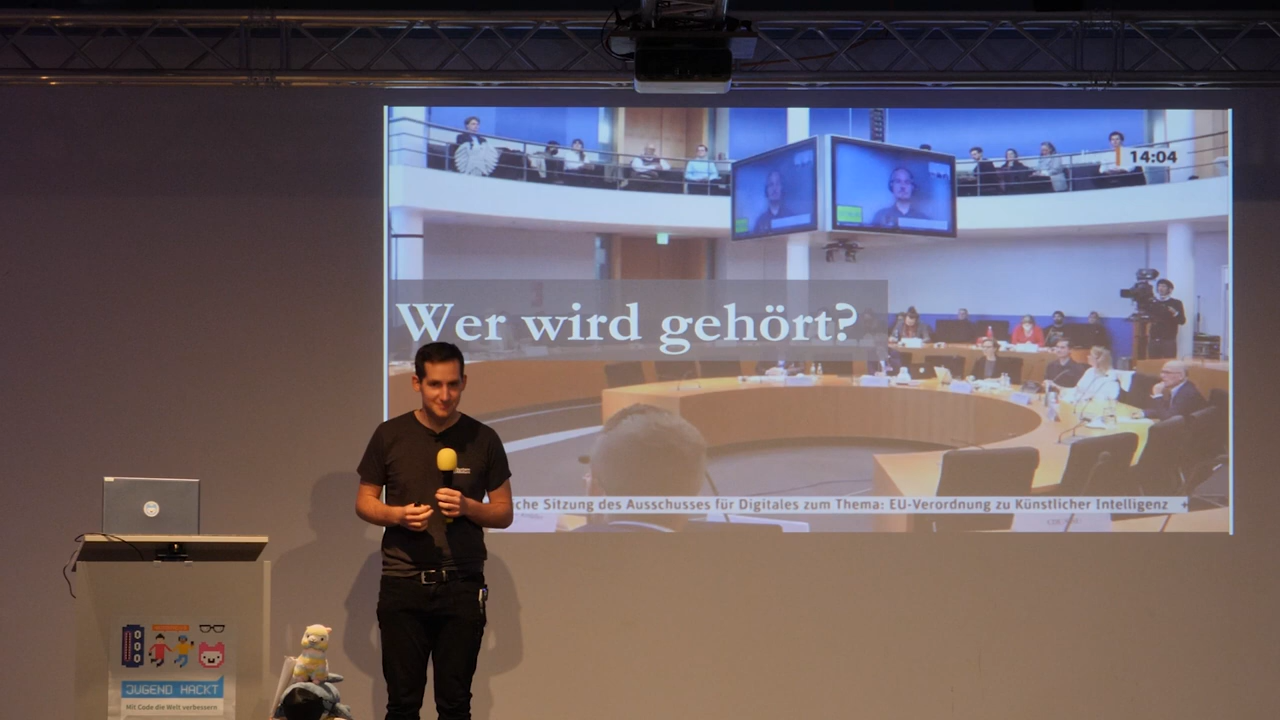 14:04
Wer wird gehört?
che Sitzung des Ausschusses für Digitales zum Thema: EU-Verordnung zu Künstlicher Intelligenz +
JUGEND HACKT
Mit Code die Welt verbessern